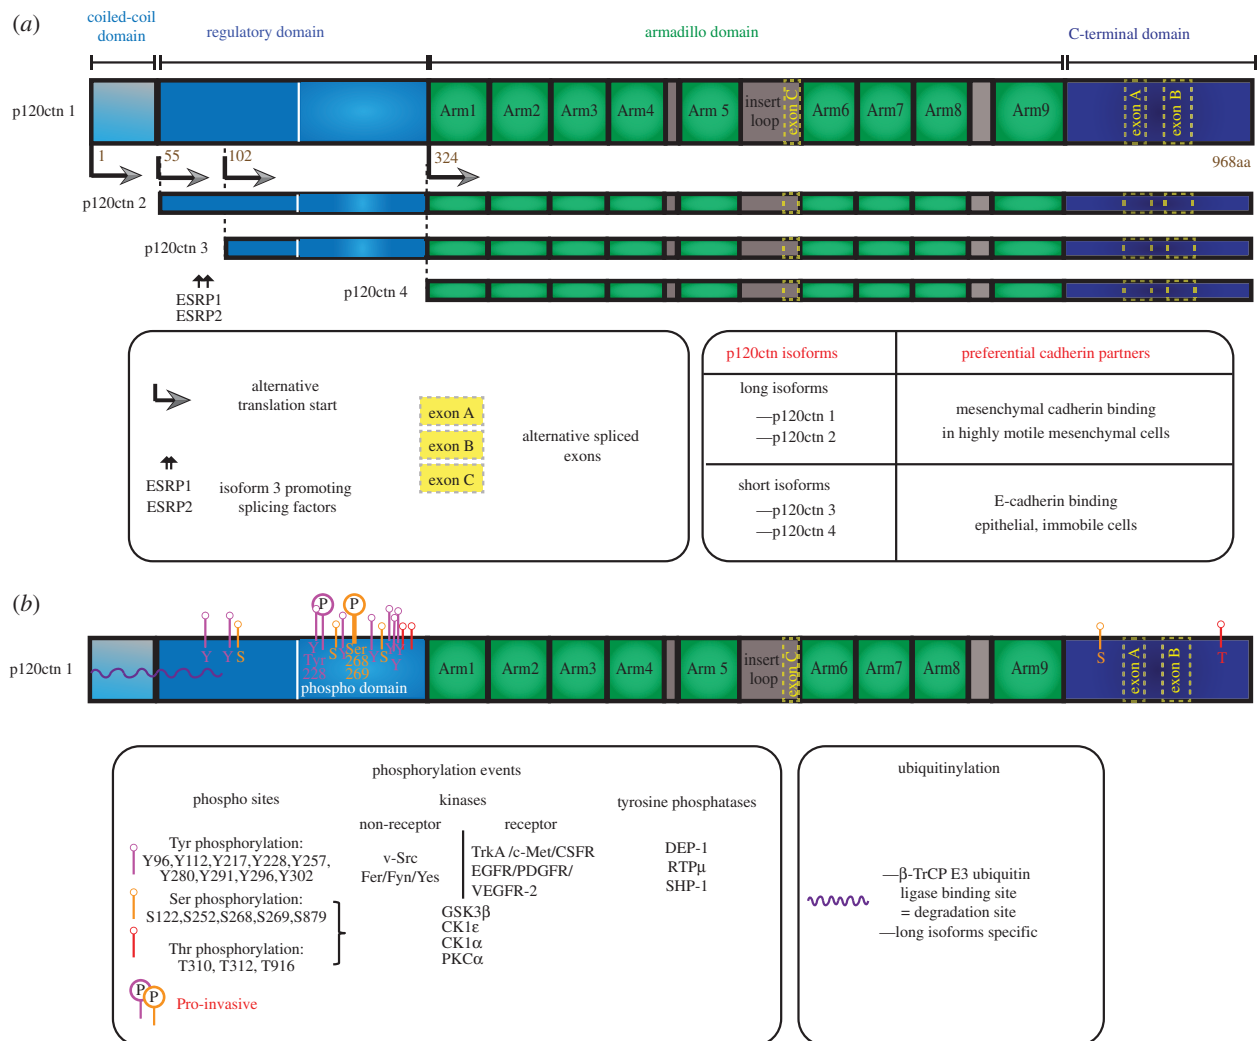 (a)
coiled-coil
domain
regulatory domain
armadillo domain
C-terminal domain
p120ctn 1
Arm1
Arm2
Arm3
Arm4
Arm 5
insert
loop
exon C
Arm6
Arm7
Arm8
Arm9
exon A
exon B
1
55
102
324
968aa
p120ctn 2
p120ctn 3
ESRP1
ESRP2
p120ctn 4
alternative
translation start
ESRP1
ESRP2
isoform 3 promoting
splicing factors
exon A
exon B
exon C
alternative spliced
exons
p120ctn isoforms
preferential cadherin partners
long isoforms
—p120ctn 1
—p120ctn 2
mesenchymal cadherin binding
in highly motile mesenchymal cells
short isoforms
—p120ctn 3
—p120ctn 4
E-cadherin binding
epithelial, immobile cells
(b)
p120ctn 1
P
P
Y
Y
S
Y
Tyr
228
S
Ser
268
269
S
Y
phospho domain
Arm1
Arm2
Arm3
Arm4
Arm 5
insert
loop
exon C
Arm6
Arm7
Arm8
Arm9
S
exon A
exon B
T
phosphorylation events
phospho sites
kinases
tyrosine phosphatases
non-receptor
receptor
Tyr phosphorylation:
Y96,Y112,Y217,Y228,Y257,
Y280,Y291,Y296,Y302
v-Src
Fer/Fyn/Yes
TrkA /c-Met/CSFR
EGFR/PDGFR/
VEGFR-2
DEP-1
RTPμ
SHP-1
Ser phosphorylation:
S122,S252,S268,S269,S879
Thr phosphorylation:
T310, T312, T916
GSK3β
CK1ε
CK1α
PKCα
P
P
Pro-invasive
ubiquitinylation
—β-TrCP E3 ubiquitin
ligase binding site
= degradation site
—long isoforms specific